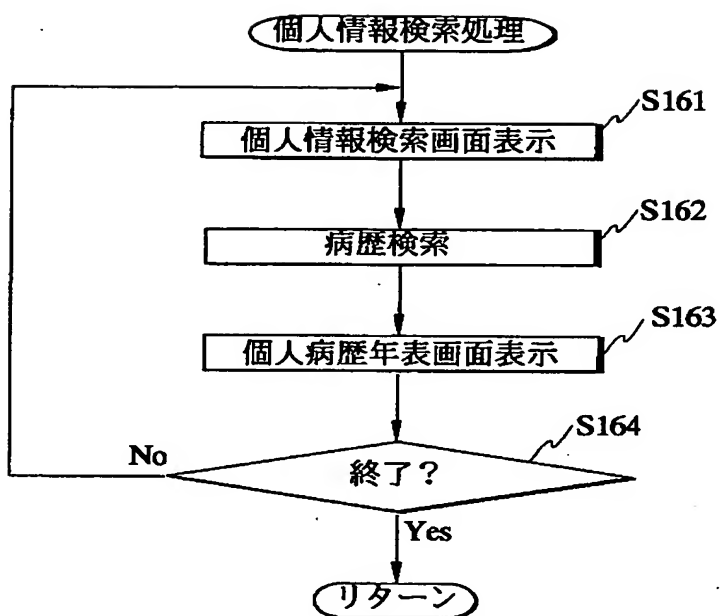 個人情報検索処理
S161
個人情報検索画面表示
S162
病歴検索
S163
個人病歴年表画面表示
S164
No
終了?
Yes
リターン